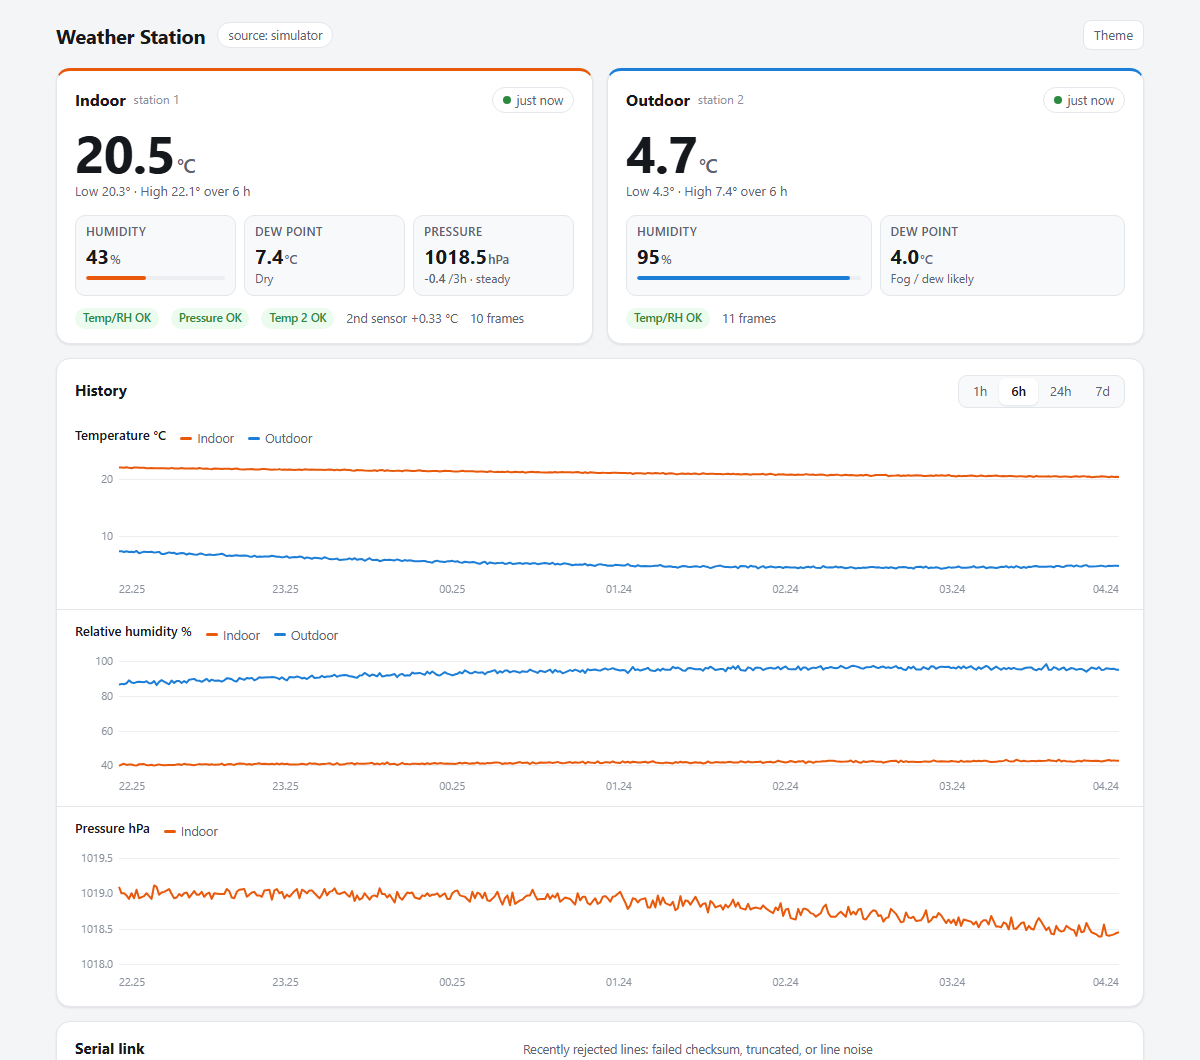 Weather Station source: simulator Theme
Indoor station 1 just now
20.5 °C
Low 20.3° · High 22.1° over 6 h
HUMIDITY
43 %
DEW POINT
7.4 °C
Dry
PRESSURE
1018.5 hPa
-0.4 /3h · steady
Temp/RH OK Pressure OK Temp 2 OK 2nd sensor +0.33 °C 10 frames
Outdoor station 2 just now
4.7 °C
Low 4.3° · High 7.4° over 6 h
HUMIDITY
95 %
DEW POINT
4.0 °C
Fog / dew likely
Temp/RH OK 11 frames
History 1h 6h 24h 7d
Temperature °C Indoor Outdoor
20
10
22.25 23.25 00.25 01.24 02.24 03.24 04.24
Relative humidity % Indoor Outdoor
100
80
60
40
22.25 23.25 00.25 01.24 02.24 03.24 04.24
Pressure hPa Indoor
1019.5
1019.0
1018.5
1018.0
22.25 23.25 00.25 01.24 02.24 03.24 04.24
Serial link Recently rejected lines: failed checksum, truncated, or line noise